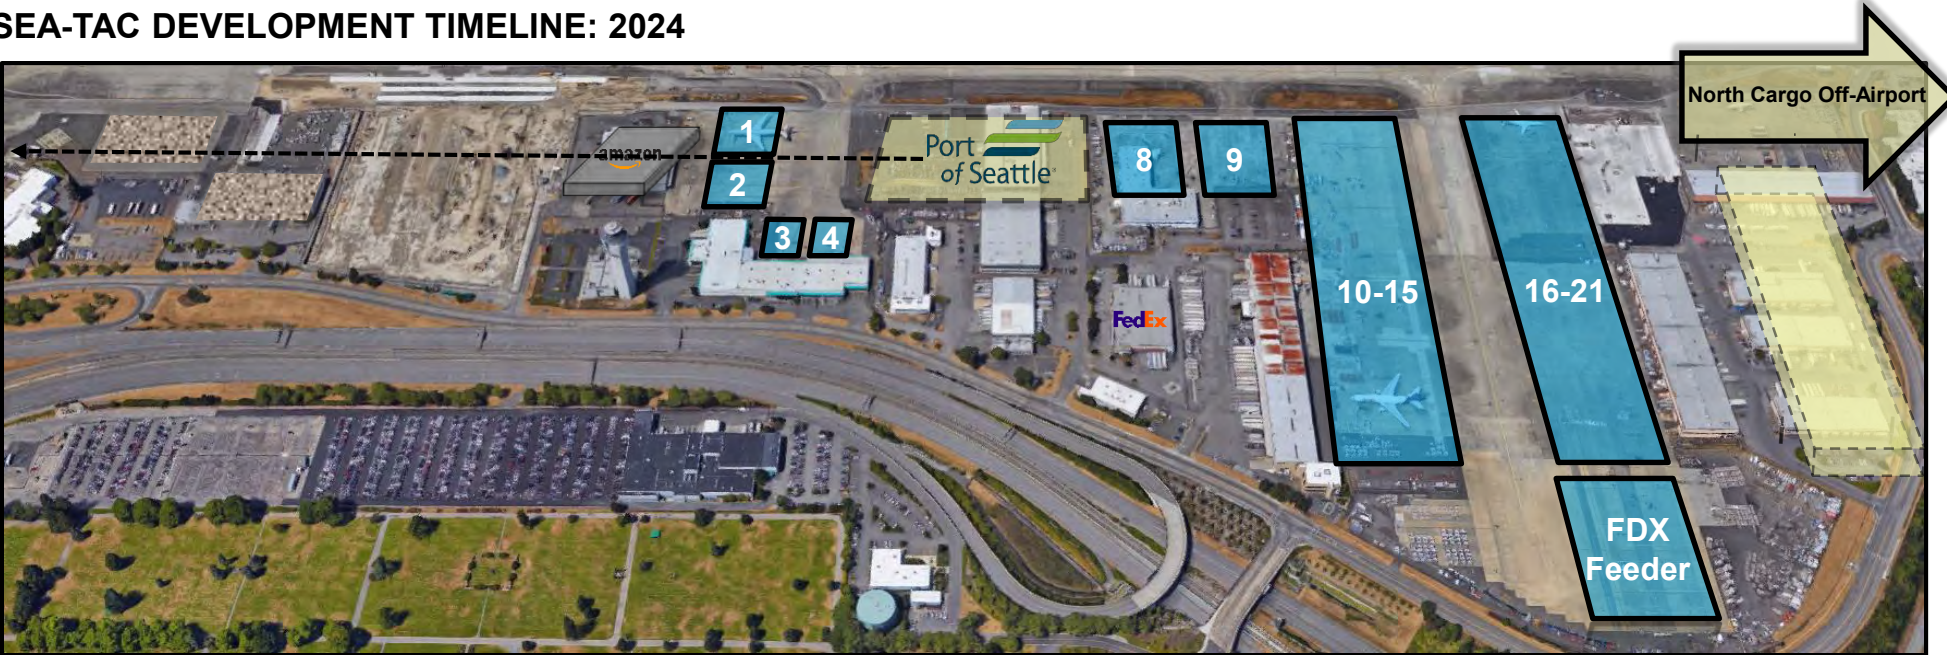 SEA-TAC DEVELOPMENT TIMELINE: 2024
North Cargo Off-Airport
amazon
1
2
3
4
Port
of Seattle
8
9
10-15
16-21
FedEx
FDX
Feeder